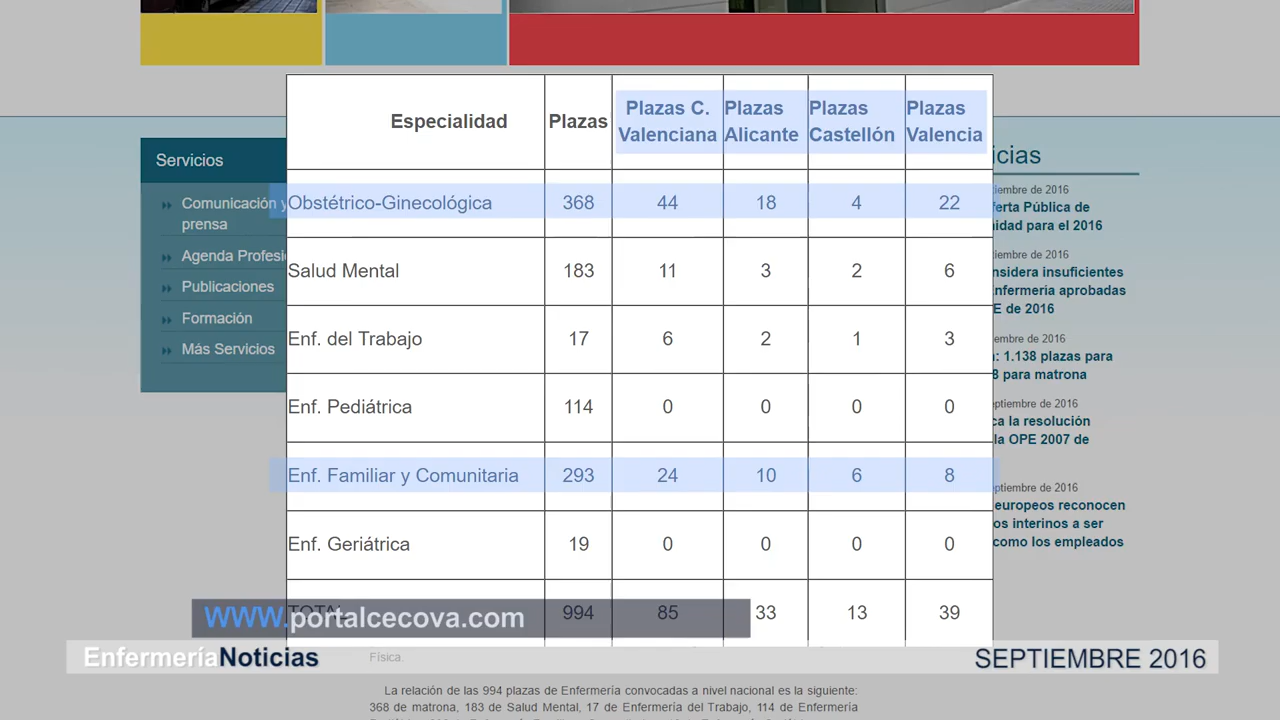 Especialidad Plazas Plazas C. Valenciana Plazas Alicante Plazas Castellón Plazas Valencia
Obstétrico-Ginecológica 368 44 18 4 22
Salud Mental 183 11 3 2 6
Enf. del Trabajo 17 6 2 1 3
Enf. Pediátrica 114 0 0 0 0
Enf. Familiar y Comunitaria 293 24 10 6 8
Enf. Geriátrica 19 0 0 0 0
TOTAL 994 85 33 13 39
Servicios
Comunicación y
prensa
Agenda Profesi
Publicaciones
Formación
Más Servicios
icias
iembre de 2016
ferta Pública de
nidad para el 2016
iembre de 2016
nsidera insuficientes
Enfermería aprobadas
E de 2016
embre de 2016
: 1.138 plazas para
8 para matrona
eptiembre de 2016
ca la resolución
la OPE 2007 de
eptiembre de 2016
europeos reconocen
os interinos a ser
como los empleados
WWW.portalcecova.com
EnfermeríaNoticias
SEPTIEMBRE 2016
Física.
La relación de las 994 plazas de Enfermería convocadas a nivel nacional es la siguiente:
368 de matrona, 183 de Salud Mental, 17 de Enfermería del Trabajo, 114 de Enfermería